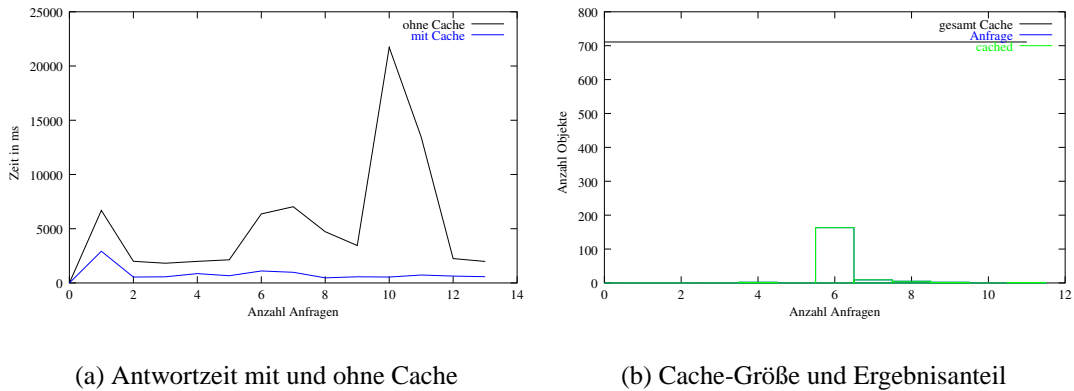 25000
20000
15000
10000
5000
0
0 2 4 6 8 10 12 14
Zeit in ms
Anzahl Anfragen
ohne Cache
mit Cache
(a) Antwortzeit mit und ohne Cache
800
700
600
500
400
300
200
100
0
0 2 4 6 8 10 12
Anzahl Objekte
Anzahl Anfragen
gesamt Cache
Anfrage
cached
(b) Cache-Größe und Ergebnisanteil